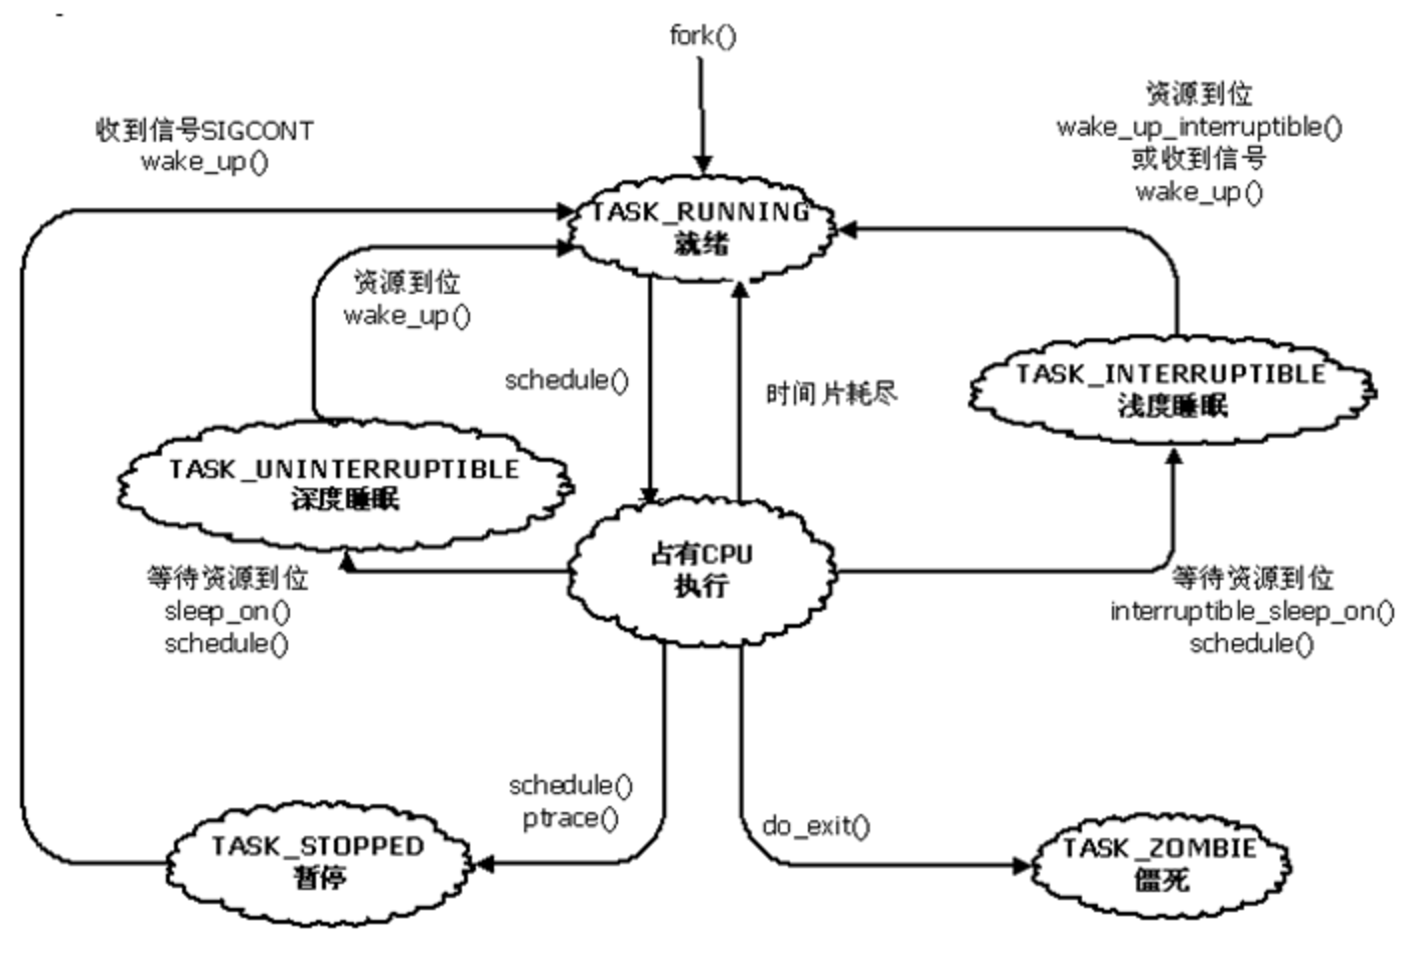 fork()
收到信号SIGCONT
wake_up()
资源到位
wake_up_interruptible()
或收到信号
wake_up()
TASK_RUNNING
就绪
资源到位
wake_up()
schedule()
时间片耗尽
TASK_INTERRUPTIBLE
浅度睡眠
TASK_UNINTERRUPTIBLE
深度睡眠
占有CPU
执行
等待资源到位
sleep_on()
schedule()
等待资源到位
interruptible_sleep_on()
schedule()
schedule()
ptrace()
do_exit()
TASK_STOPPED
暂停
TASK_ZOMBIE
僵死